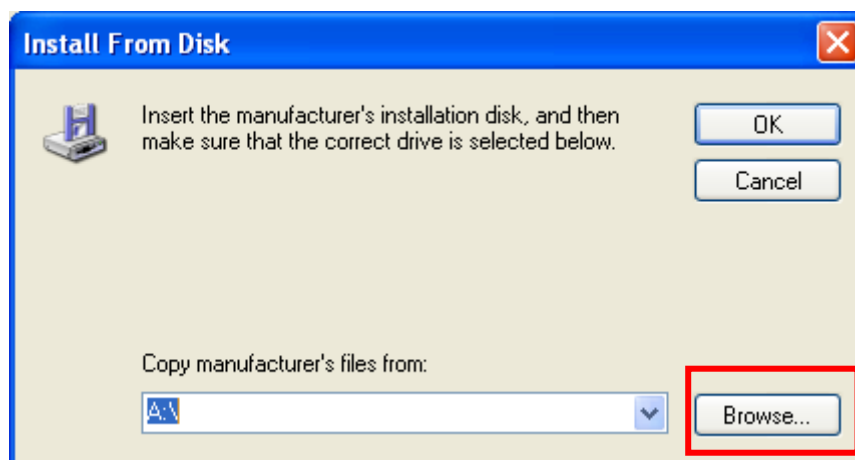 Install From Disk
Insert the manufacturer's installation disk, and then
make sure that the correct drive is selected below.
OK
Cancel
Copy manufacturer's files from:
A:\
Browse...